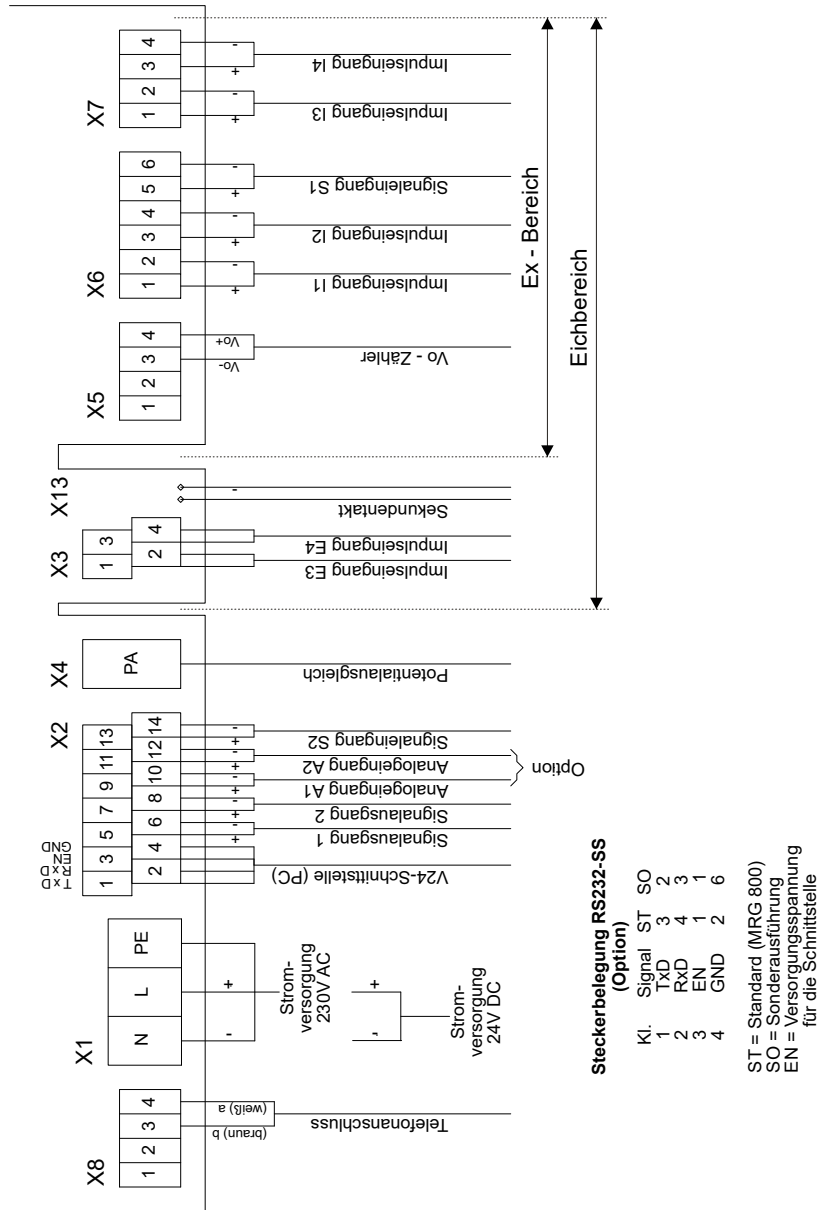 X7
4
3
2
1
-
+
-
+
Impulseingang I4
Impulseingang I3
X6
6
5
4
3
2
1
-
+
-
+
-
+
Signaleingang S1
Impulseingang I2
Impulseingang I1
X5
4
3
2
1
Vo+
Vo-
Vo - Zähler
Ex - Bereich
Eichbereich
X13
-
Sekundentakt
X3
3
1
4
2
Impulseingang E4
Impulseingang E3
X4
PA
Potentialausgleich
X2
13
11
9
7
5
3
1
14
12
10
8
6
4
2
GND
EN
RxD
TxD
-
+
-
+
-
+
-
+
-
+
Signaleingang S2
Analogeingang A2
Analogeingang A1
Signalausgang 2
Signalausgang 1
V24-Schnittstelle (PC)
Option
X1
PE
L
N
+
-
Strom-
versorgung
230V AC
+
-
Strom-
versorgung
24V DC
X8
4
3
2
1
(weiß) a
(braun) b
Telefonanschluss
Steckerbelegung RS232-SS
(Option)
Kl. Signal ST SO
1 TxD 3 2
2 RxD 4 3
3 EN 1 1
4 GND 2 6
ST = Standard (MRG 800)
SO = Sonderausführung
EN = Versorgungsspannung
für die Schnittstelle